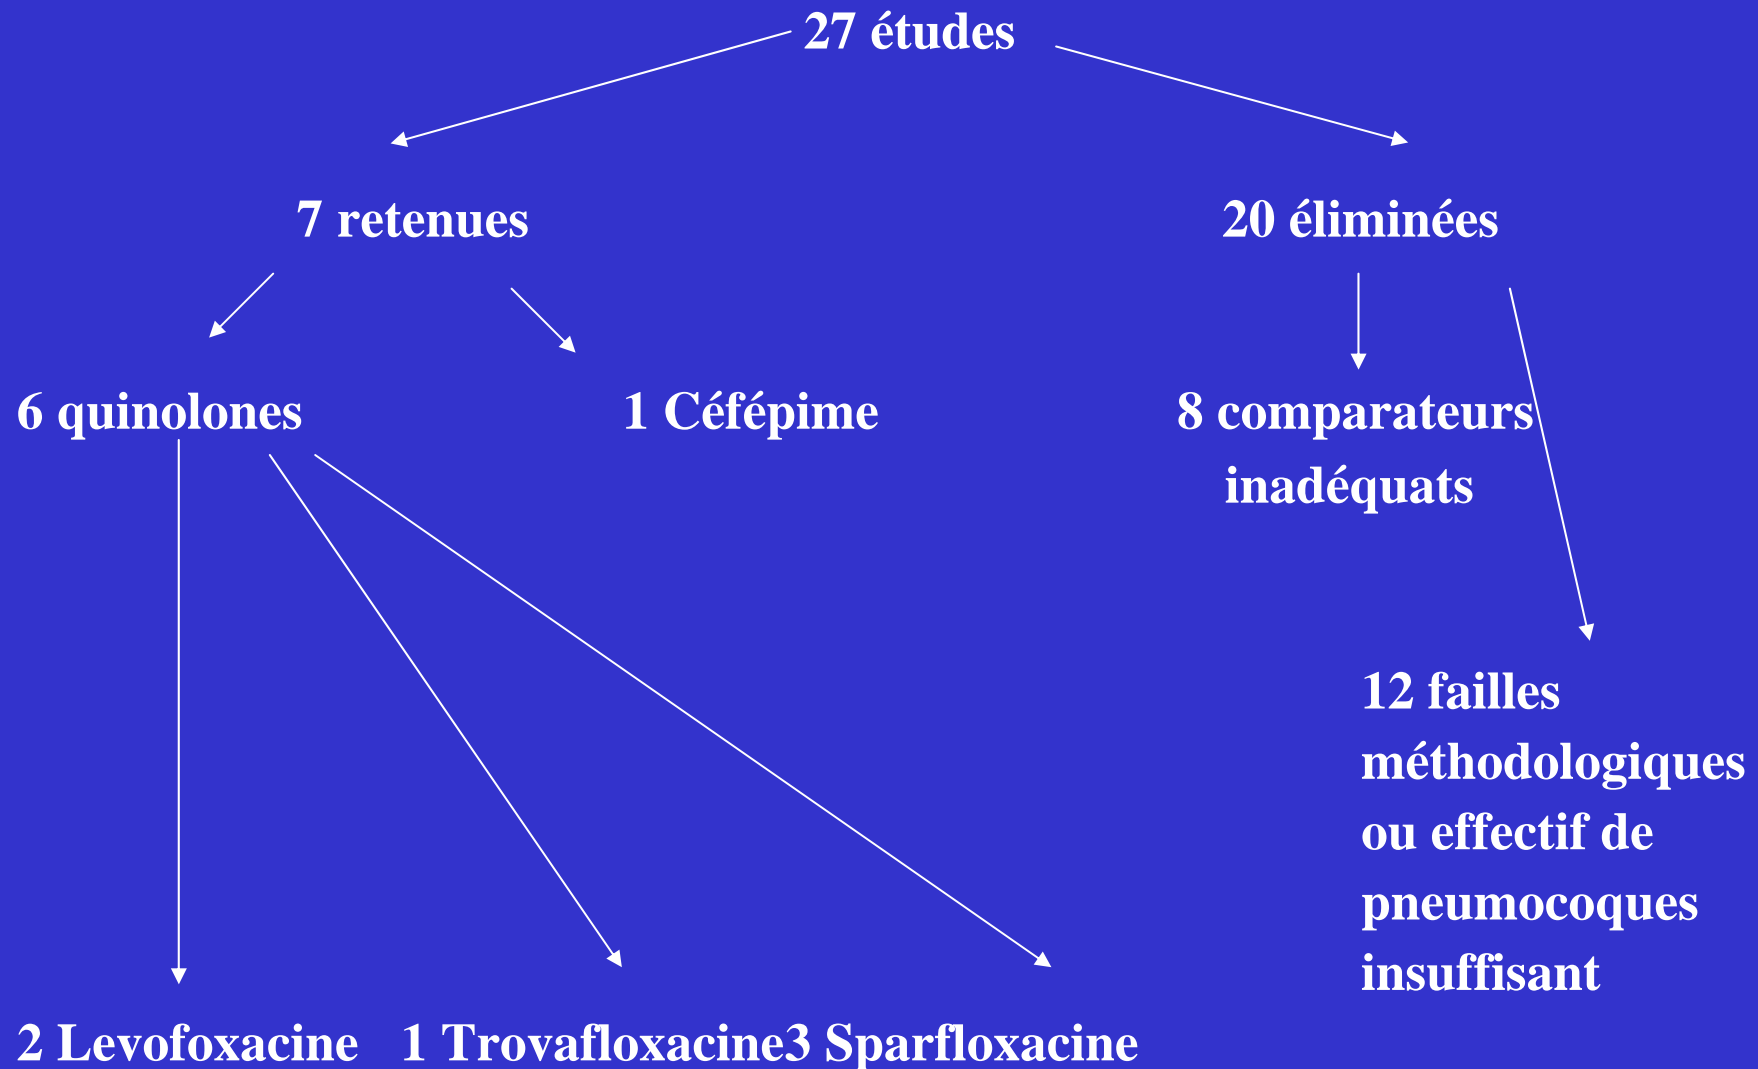 27 études
7 retenues
20 éliminées
6 quinolones
1 Céfépime
8 comparateurs
inadéquats
12 failles
méthodologiques
ou effectif de
pneumocoques
insuffisant
2 Levofoxacine
1 Trovafloxacine3 Sparfloxacine